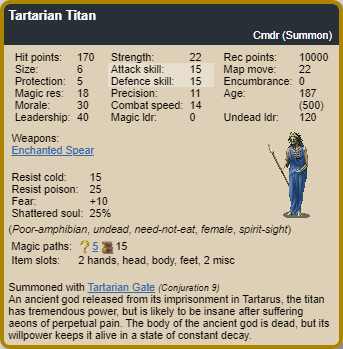 Tartarian Titan
Cmdr (Summon)
Hit points: 170 Strength: 22 Rec points: 10000
Size: 6 Attack skill: 15 Map move: 22
Protection: 5 Defence skill: 15 Encumbrance: 0
Magic res: 18 Precision: 11 Age: 187
Morale: 30 Combat speed: 14 (500)
Leadership: 40 Magic ldr: 0 Undead ldr: 120
Weapons:
Enchanted Spear
Resist cold: 15
Resist poison: 25
Fear: +10
Shattered soul: 25%
(Poor-amphibian, undead, need-not-eat, female, spirit-sight)
Magic paths: ? 5 15
Item slots: 2 hands, head, body, feet, 2 misc
Summoned with Tartarian Gate (Conjuration 9)
An ancient god released from its imprisonment in Tartarus, the titan
has tremendous power, but is likely to be insane after suffering
aeons of perpetual pain. The body of the ancient god is dead, but its
willpower keeps it alive in a state of constant decay.